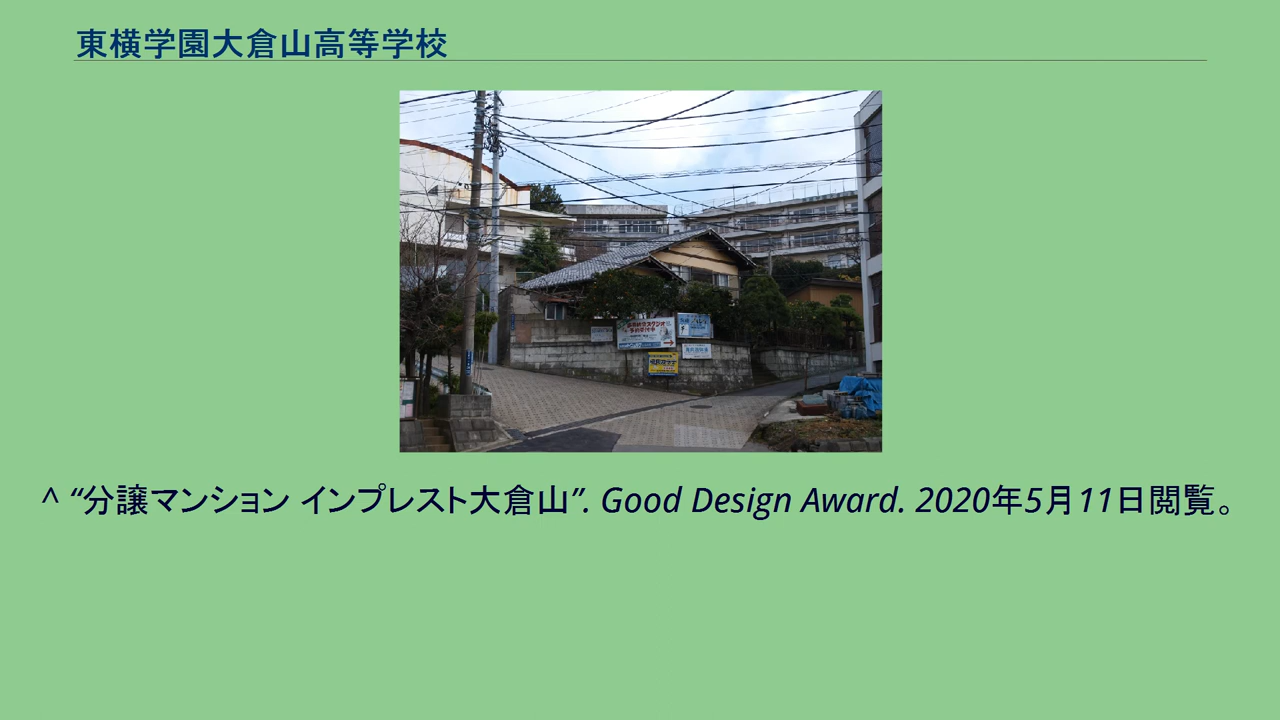 東横学園大倉山高等学校
^ “分譲マンション インプレスト大倉山”. Good Design Award. 2020年5月11日閲覧。